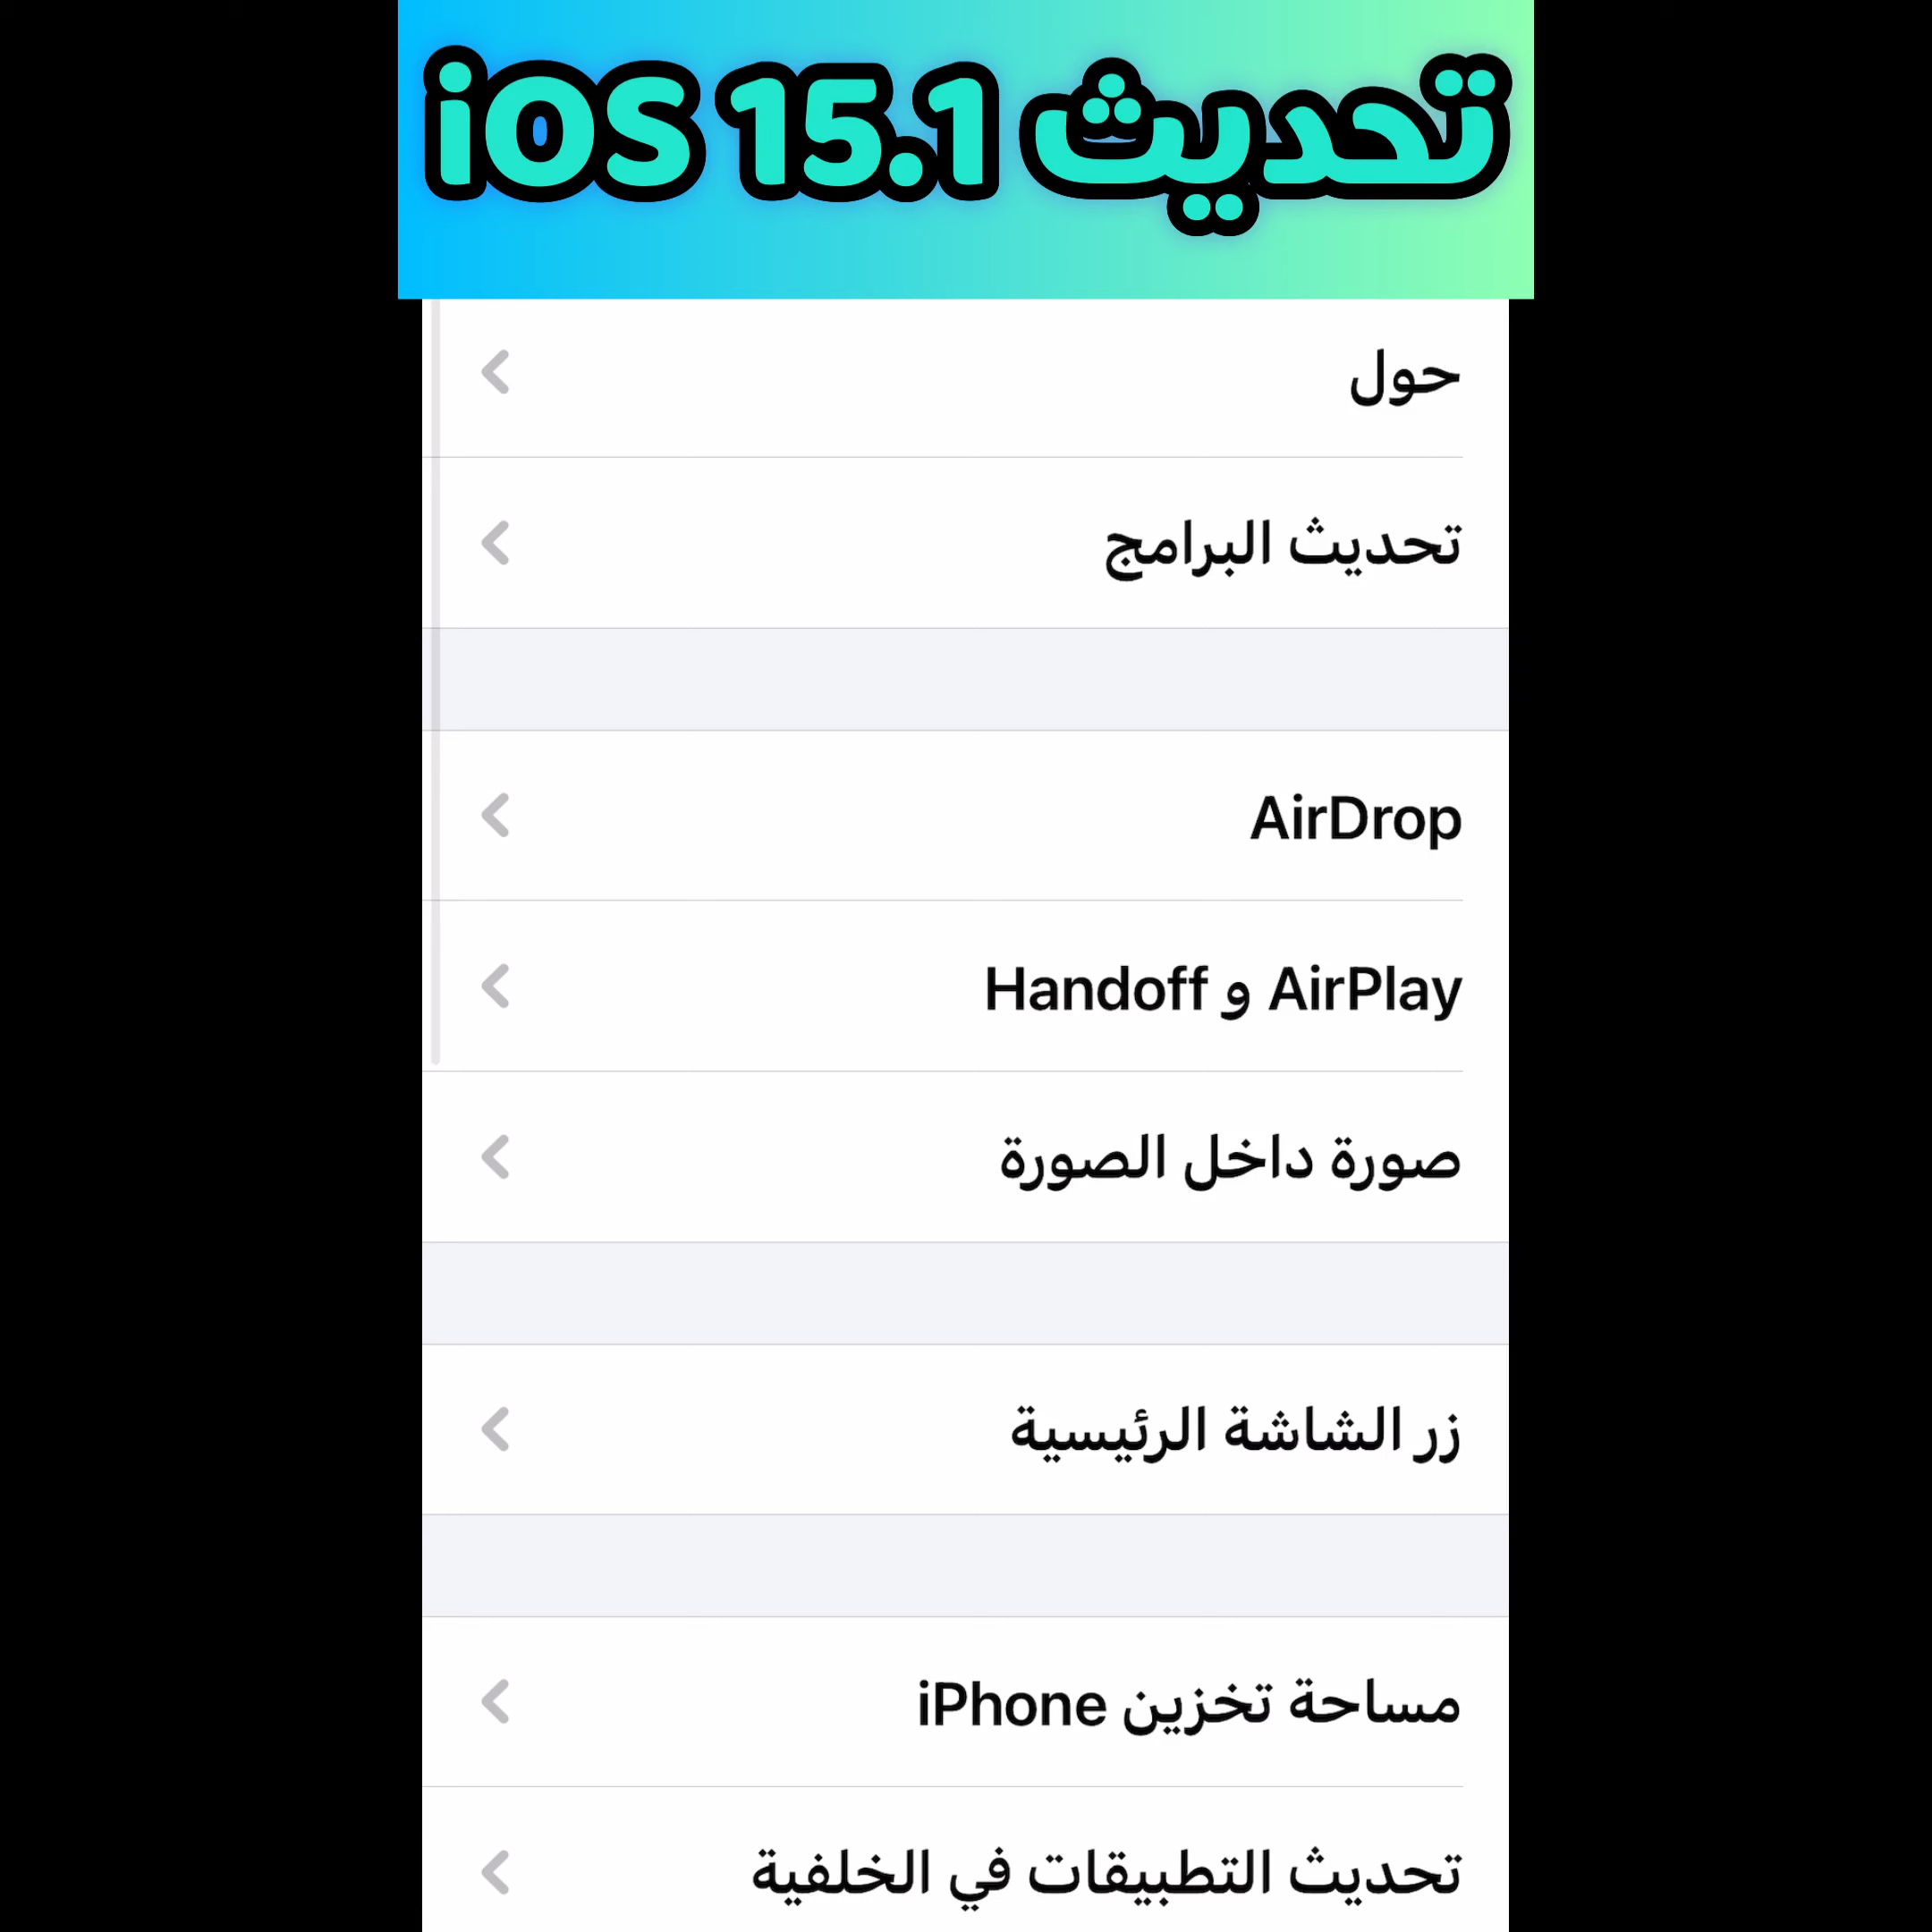 تحديث iOS 15.1
حول
تحديث البرامج
AirDrop
AirPlay و Handoff
صورة داخل الصورة
زر الشاشة الرئيسية
مساحة تخزين iPhone
تحديث التطبيقات في الخلفية